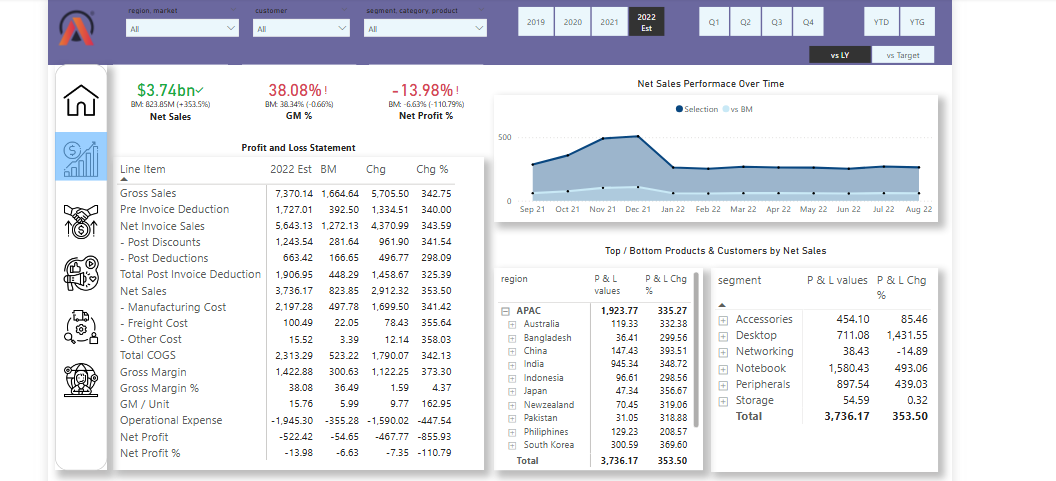 region, market
customer
segment, category, product
All
All
All
2019
2020
2021
2022 Est
Q1
Q2
Q3
Q4
YTD
YTG
vs LY
vs Target
$3.74bn
BM: 823.85M (+353.5%)
Net Sales
38.08%!
BM: 38.34% (-0.66%)
GM %
-13.98%!
BM: -6.63% (-110.79%)
Net Profit %
Net Sales Performace Over Time
Selection vs BM
500
0
Sep 21 Oct 21 Nov 21 Dec 21 Jan 22 Feb 22 Mar 22 Apr 22 May 22 Jun 22 Jul 22 Aug 22
Profit and Loss Statement
Line Item 2022 Est BM Chg Chg %
Gross Sales 7,370.14 1,664.64 5,705.50 342.75
Pre Invoice Deduction 1,727.01 392.50 1,334.51 340.00
Net Invoice Sales 5,643.13 1,272.13 4,370.99 343.59
- Post Discounts 1,243.54 281.64 961.90 341.54
- Post Deductions 663.42 166.65 496.77 298.09
Total Post Invoice Deduction 1,906.95 448.29 1,458.67 325.39
Net Sales 3,736.17 823.85 2,912.32 353.50
- Manufacturing Cost 2,197.28 497.78 1,699.50 341.42
- Freight Cost 100.49 22.05 78.43 355.64
- Other Cost 15.52 3.39 12.14 358.03
Total COGS 2,313.29 523.22 1,790.07 342.13
Gross Margin 1,422.88 300.63 1,122.25 373.30
Gross Margin % 38.08 36.49 1.59 4.37
GM / Unit 15.76 5.99 9.77 162.95
Operational Expense -1,945.30 -355.28 -1,590.02 -447.54
Net Profit -522.42 -54.65 -467.77 -855.93
Net Profit % -13.98 -6.63 -7.35 -110.79
Top / Bottom Products & Customers by Net Sales
region P & L values P & L Chg %
APAC 1,923.77 335.27
Australia 119.33 332.38
Bangladesh 36.41 299.56
China 147.43 393.51
India 945.34 348.72
Indonesia 96.61 298.56
Japan 47.34 356.67
Newzealand 70.45 319.06
Pakistan 31.05 318.88
Philiphines 129.23 208.57
South Korea 300.59 369.60
Total 3,736.17 353.50
segment P & L values P & L Chg %
Accessories 454.10 85.46
Desktop 711.08 1,431.55
Networking 38.43 -14.89
Notebook 1,580.43 493.06
Peripherals 897.54 439.03
Storage 54.59 0.32
Total 3,736.17 353.50